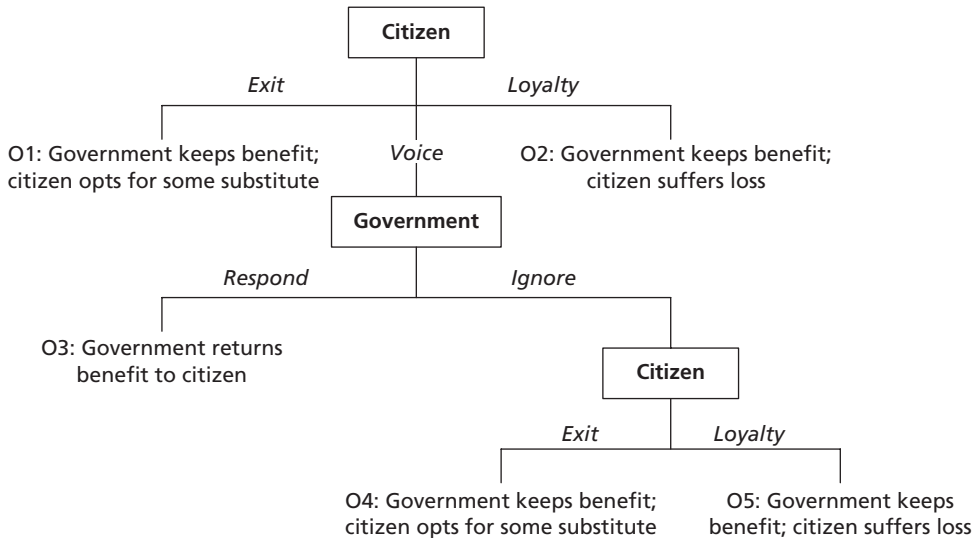 Citizen
Exit
Loyalty
O1: Government keeps benefit;
citizen opts for some substitute
Voice
O2: Government keeps benefit;
citizen suffers loss
Government
Respond
Ignore
O3: Government returns
benefit to citizen
Citizen
Exit
Loyalty
O4: Government keeps benefit;
citizen opts for some substitute
O5: Government keeps
benefit; citizen suffers loss